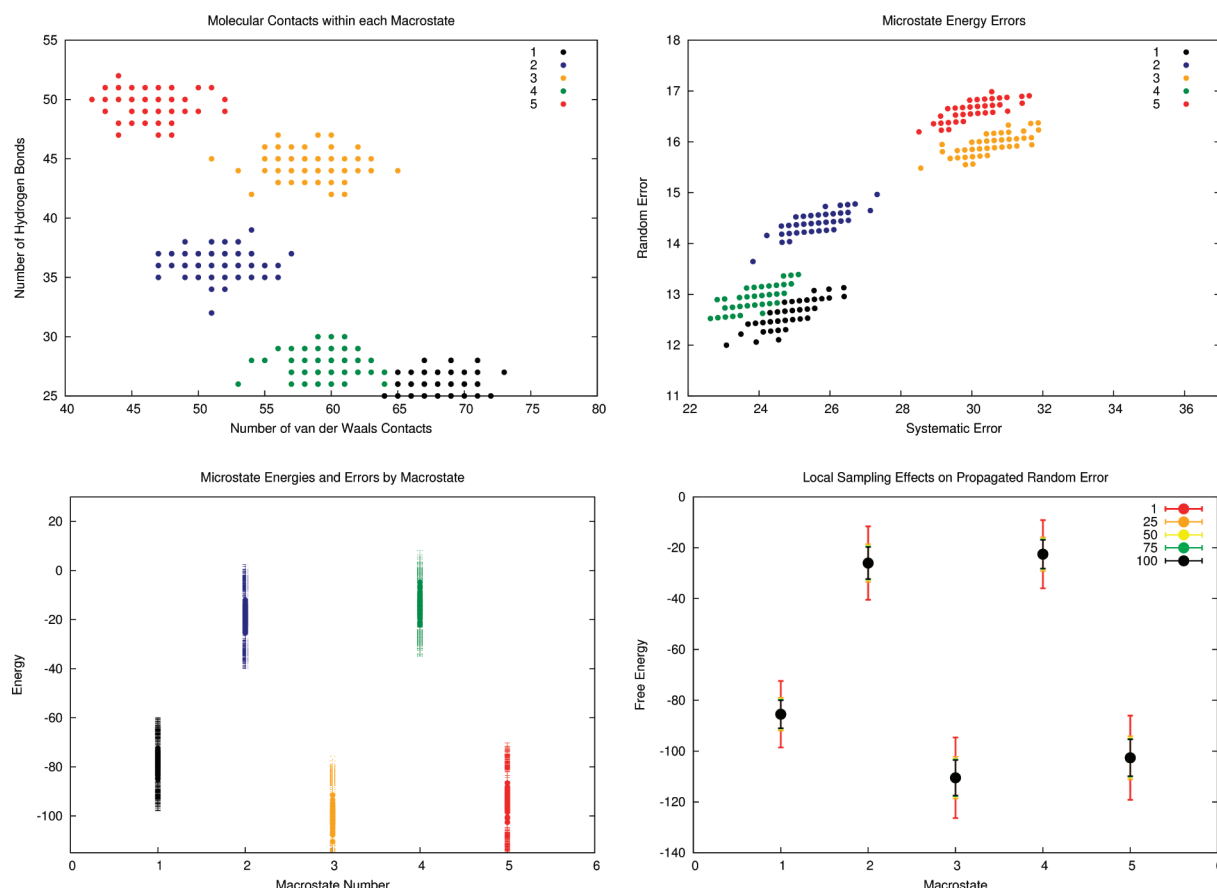 Molecular Contacts within each Macrostate
55
50
45
40
35
30
25
40 45 50 55 60 65 70 75 80
Number of Hydrogen Bonds
Number of van der Waals Contacts
1
2
3
4
5
Microstate Energy Errors
18
17
16
15
14
13
12
11
22 24 26 28 30 32 34 36
Random Error
Systematic Error
1
2
3
4
5
Microstate Energies and Errors by Macrostate
20
0
-20
-40
-60
-80
-100
0 1 2 3 4 5 6
Energy
Macrostate Number
Local Sampling Effects on Propagated Random Error
0
-20
-40
-60
-80
-100
-120
-140
0 1 2 3 4 5 6
Free Energy
Macrostate
1
25
50
75
100